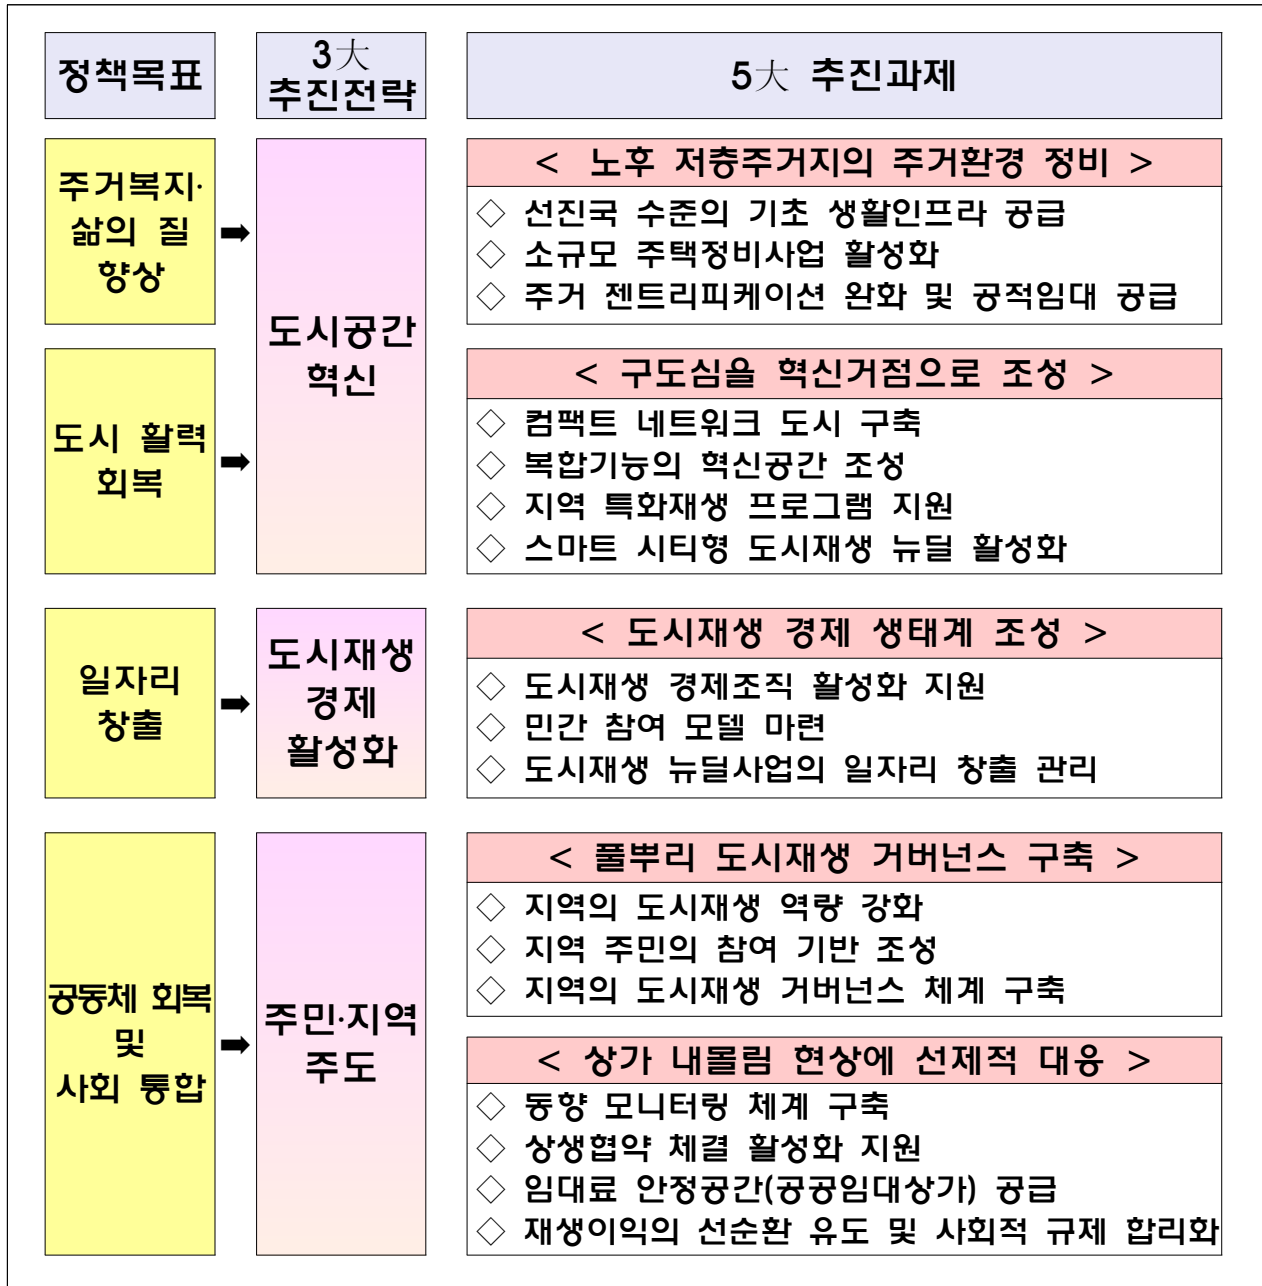 정책목표
3大
추진전략
5大 추진과제
주거복지·
삶의 질
향상
도시공간
혁신
< 노후 저층주거지의 주거환경 정비 >
◇ 선진국 수준의 기초 생활인프라 공급
◇ 소규모 주택정비사업 활성화
◇ 주거 젠트리피케이션 완화 및 공적임대 공급
도시 활력
회복
< 구도심을 혁신거점으로 조성 >
◇ 컴팩트 네트워크 도시 구축
◇ 복합기능의 혁신공간 조성
◇ 지역 특화재생 프로그램 지원
◇ 스마트 시티형 도시재생 뉴딜 활성화
일자리
창출
도시재생
경제
활성화
< 도시재생 경제 생태계 조성 >
◇ 도시재생 경제조직 활성화 지원
◇ 민간 참여 모델 마련
◇ 도시재생 뉴딜사업의 일자리 창출 관리
공동체 회복
및
사회 통합
주민·지역
주도
< 풀뿌리 도시재생 거버넌스 구축 >
◇ 지역의 도시재생 역량 강화
◇ 지역 주민의 참여 기반 조성
◇ 지역의 도시재생 거버넌스 체계 구축
< 상가 내몰림 현상에 선제적 대응 >
◇ 동향 모니터링 체계 구축
◇ 상생협약 체결 활성화 지원
◇ 임대료 안정공간(공공임대상가) 공급
◇ 재생이익의 선순환 유도 및 사회적 규제 합리화